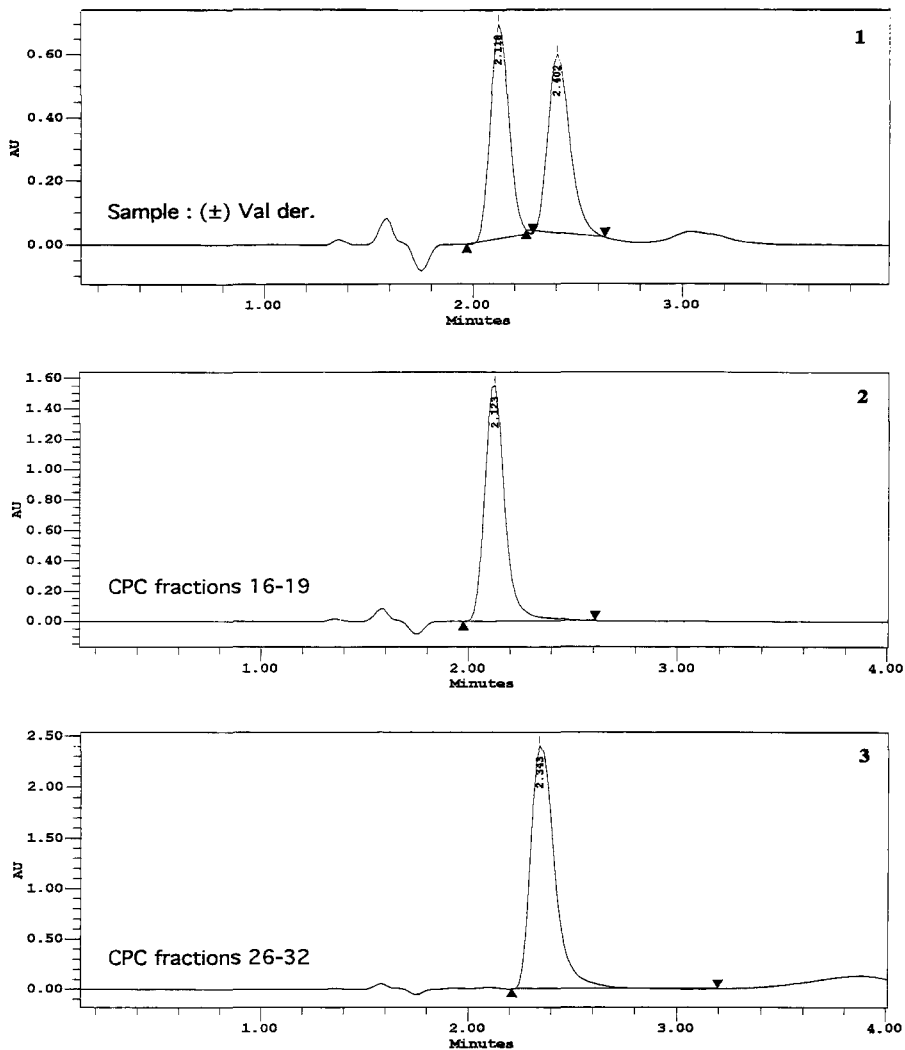 1
0.60
2.118
2.402
0.40
AU
0.20
Sample : (±) Val der.
0.00
1.00 2.00 3.00
Minutes
2
1.60
1.40
2.123
1.20
1.00
AU
0.80
0.60
0.40
0.20
CPC fractions 16-19
0.00
1.00 2.00 3.00 4.00
Minutes
3
2.50
2.343
2.00
1.50
AU
1.00
0.50
CPC fractions 26-32
0.00
1.00 2.00 3.00 4.00
Minutes